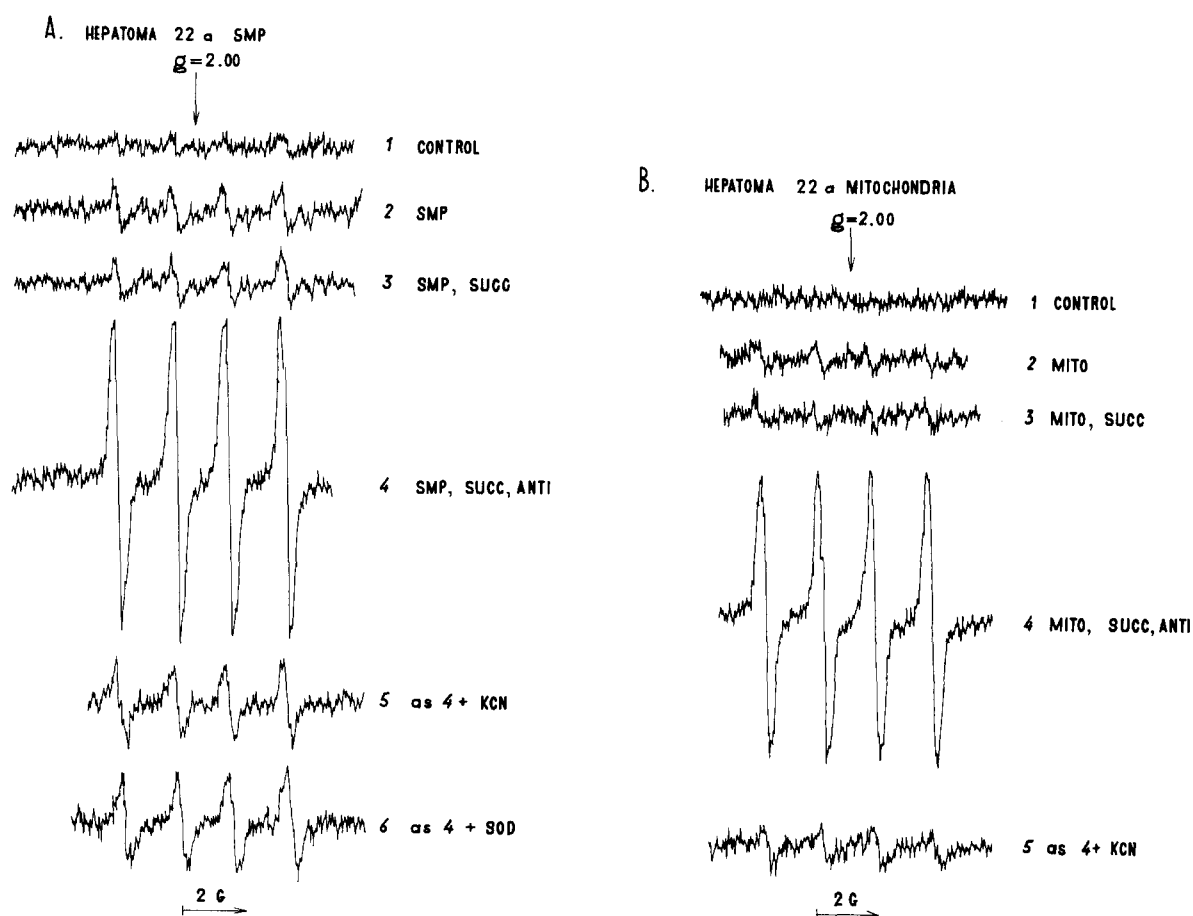 A. HEPATOMA 22 a SMP
g=2.00
1 CONTROL
2 SMP
3 SMP, SUCC
4 SMP, SUCC, ANTI
5 as 4 + KCN
6 as 4 + SOD
2 G
B. HEPATOMA 22 a MITOCHONDRIA
g=2.00
1 CONTROL
2 MITO
3 MITO, SUCC
4 MITO, SUCC, ANTI
5 as 4 + KCN
2 G